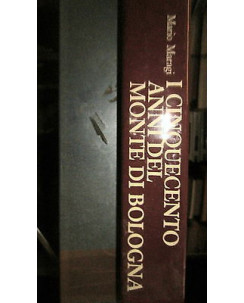 Mario Maragi
I CINQUECENTO
ANNI DEL
MONTE DI BOLOGNA